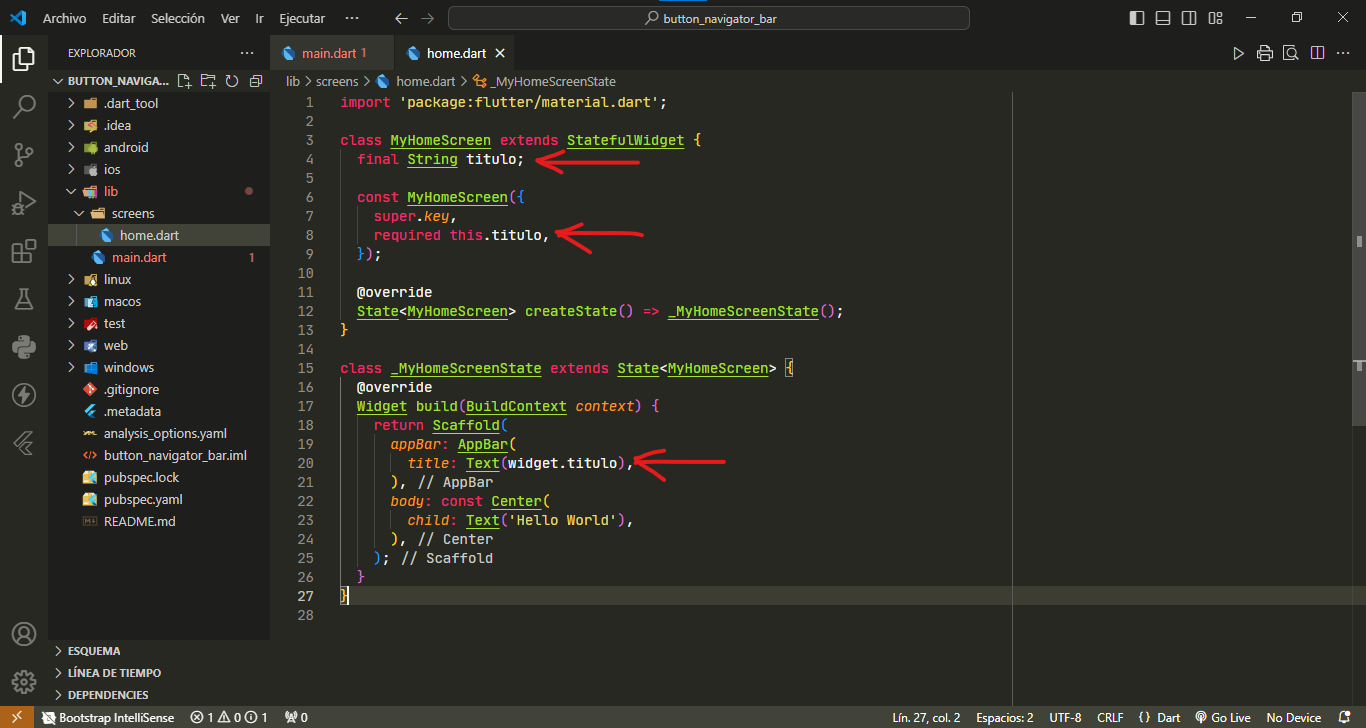 Archivo Editar Selección Ver Ir Ejecutar ··· button_navigator_bar
EXPLORADOR ···
BUTTON_NAVIGA...
.dart_tool
.idea
android
ios
lib
screens
home.dart
main.dart 1
linux
macos
test
web
windows
.gitignore
.metadata
analysis_options.yaml
button_navigator_bar.iml
pubspec.lock
pubspec.yaml
README.md
ESQUEMA
LÍNEA DE TIEMPO
DEPENDENCIES
main.dart 1 home.dart
lib > screens > home.dart > _MyHomeScreenState
1 import 'package:flutter/material.dart';
2
3 class MyHomeScreen extends StatefulWidget {
4 final String titulo;
5
6 const MyHomeScreen({
7 super.key,
8 required this.titulo,
9 });
10
11 @override
12 State<MyHomeScreen> createState() => _MyHomeScreenState();
13 }
14
15 class _MyHomeScreenState extends State<MyHomeScreen> {
16 @override
17 Widget build(BuildContext context) {
18 return Scaffold(
19 appBar: AppBar(
20 title: Text(widget.titulo),
21 ), // AppBar
22 body: const Center(
23 child: Text('Hello World'),
24 ), // Center
25 ); // Scaffold
26 }
27 }
28
Bootstrap IntelliSense 1 0 1 0 Lín. 27, col. 2 Espacios: 2 UTF-8 CRLF {} Dart Go Live No Device